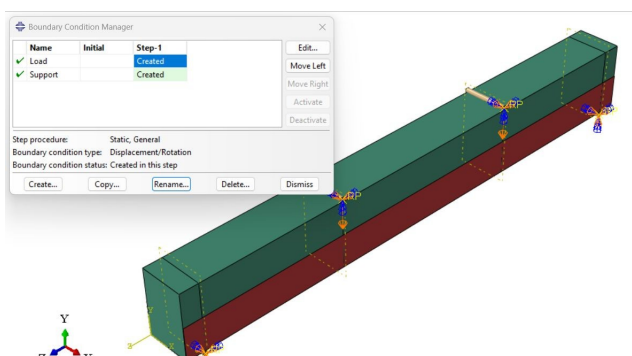 Boundary Condition Manager
Name Initial Step-1
Load Created
Support Created
Edit...
Move Left
Move Right
Activate
Deactivate
Step procedure: Static, General
Boundary condition type: Displacement/Rotation
Boundary condition status: Created in this step
Create... Copy... Rename... Delete... Dismiss
RP
RP
Y
Y
Z X
Z X